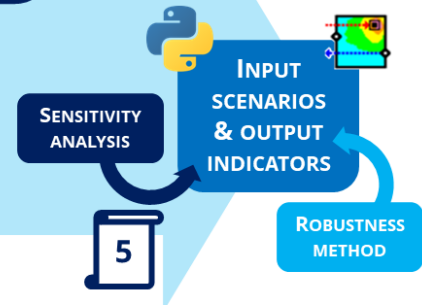 INPUT
SCENARIOS
& OUTPUT
INDICATORS
SENSITIVITY
ANALYSIS
5
ROBUSTNESS
METHOD